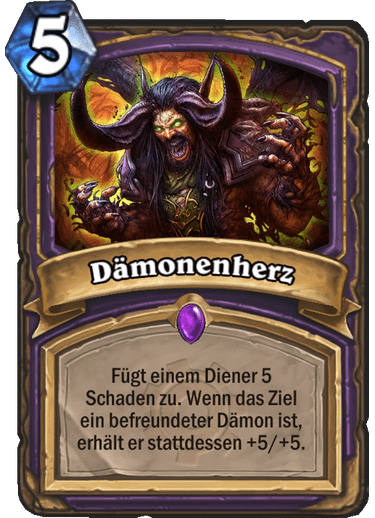 5
Dämonenherz
Fügt einem Diener 5
Schaden zu. Wenn das Ziel
ein befreundeter Dämon ist,
erhält er stattdessen +5/+5.